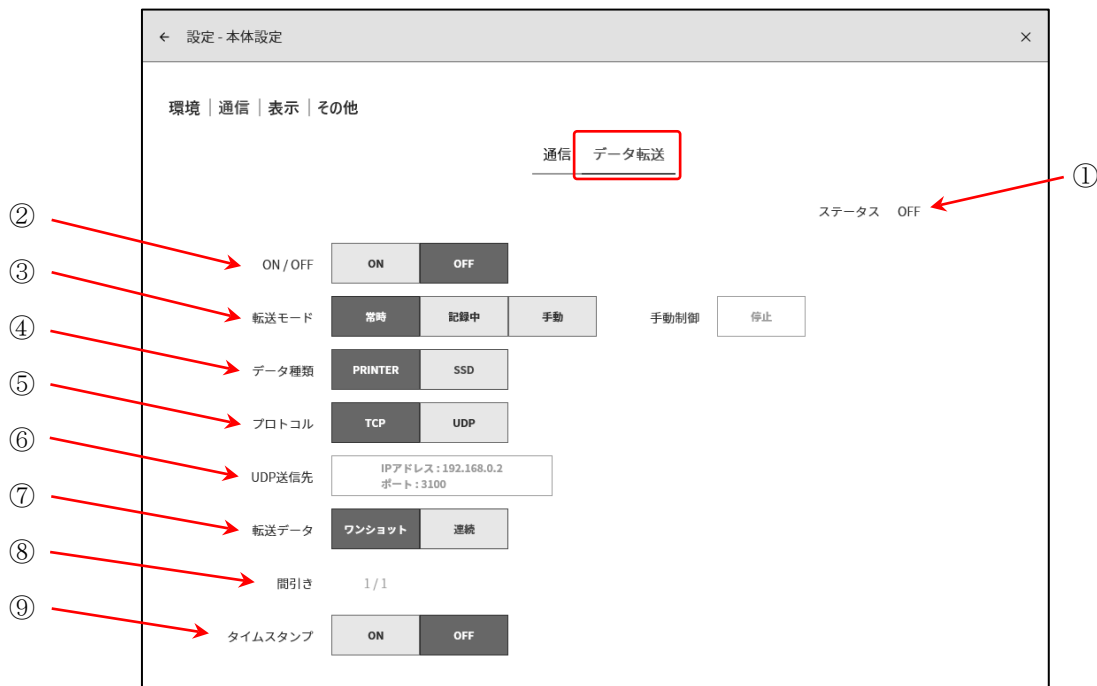 ← 設定 - 本体設定 ×
環境 | 通信 | 表示 | その他
通信 データ転送
①
ステータス OFF
② ON / OFF ON OFF
③ 転送モード 常時 記録中 手動 手動制御 停止
④ データ種類 PRINTER SSD
⑤ プロトコル TCP UDP
⑥ UDP送信先 IPアドレス : 192.168.0.2
ポート : 3100
⑦ 転送データ ワンショット 連続
⑧ 間引き 1 / 1
⑨ タイムスタンプ ON OFF